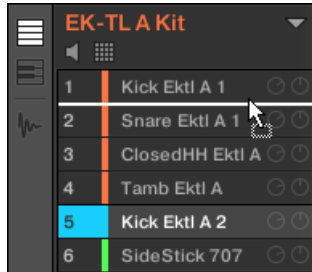 EK-TL A Kit
1 Kick Ektl A 1
2 Snare Ektl A 1
3 ClosedHH Ektl A
4 Tamb Ektl A
5 Kick Ektl A 2
6 SideStick 707